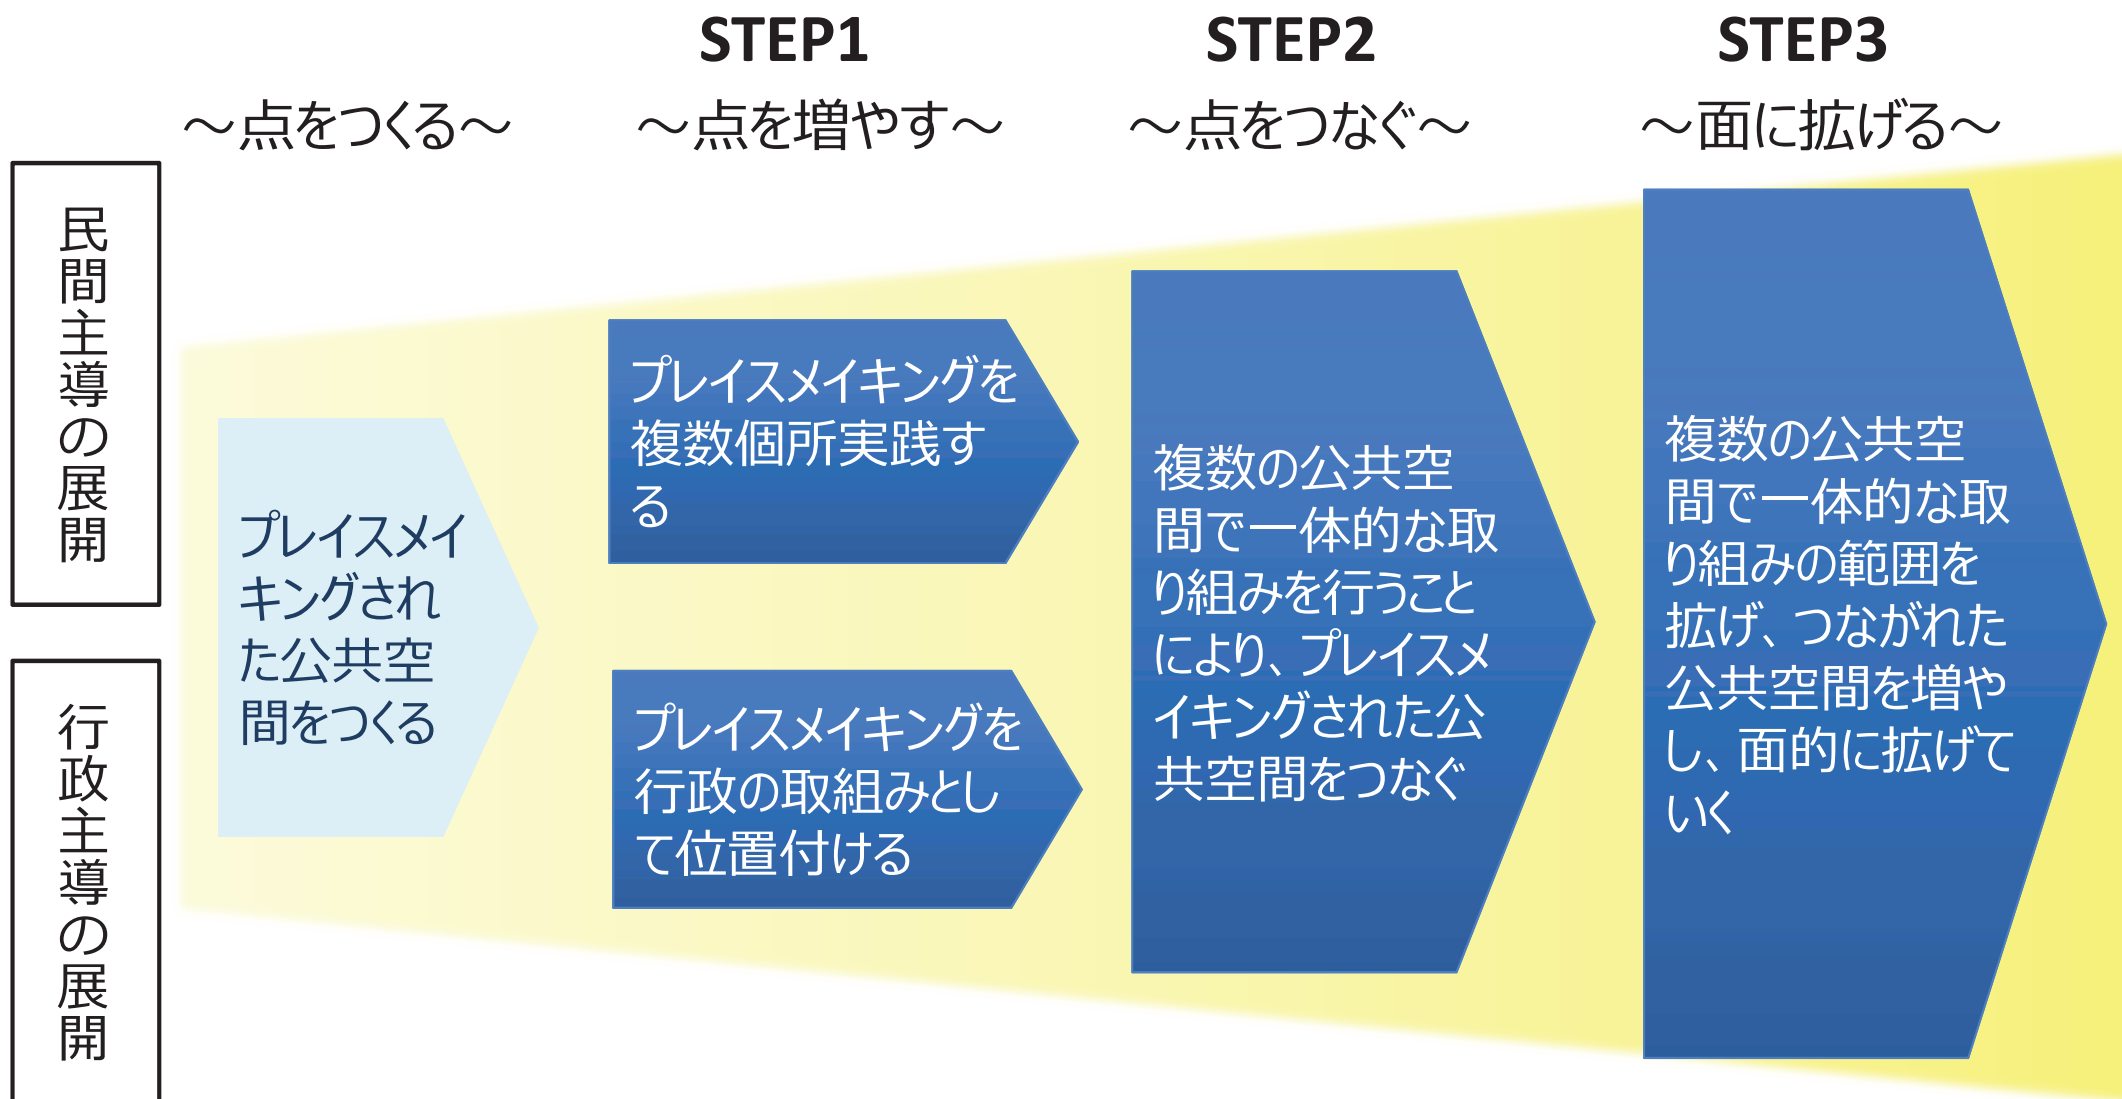 STEP1
STEP2
STEP3
～点をつくる～
～点を増やす～
～点をつなぐ～
～面に拡げる～
民間主導の展開
行政主導の展開
プレイスメイ
キングされ
た公共空
間をつくる
プレイスメイキングを
複数個所実践す
る
プレイスメイキングを
行政の取組みとし
て位置付ける
複数の公共空
間で一体的な取
り組みを行うこと
により、プレイスメ
イキングされた公
共空間をつなぐ
複数の公共空
間で一体的な取
り組みの範囲を
拡げ、つながれた
公共空間を増や
し、面的に拡げて
いく